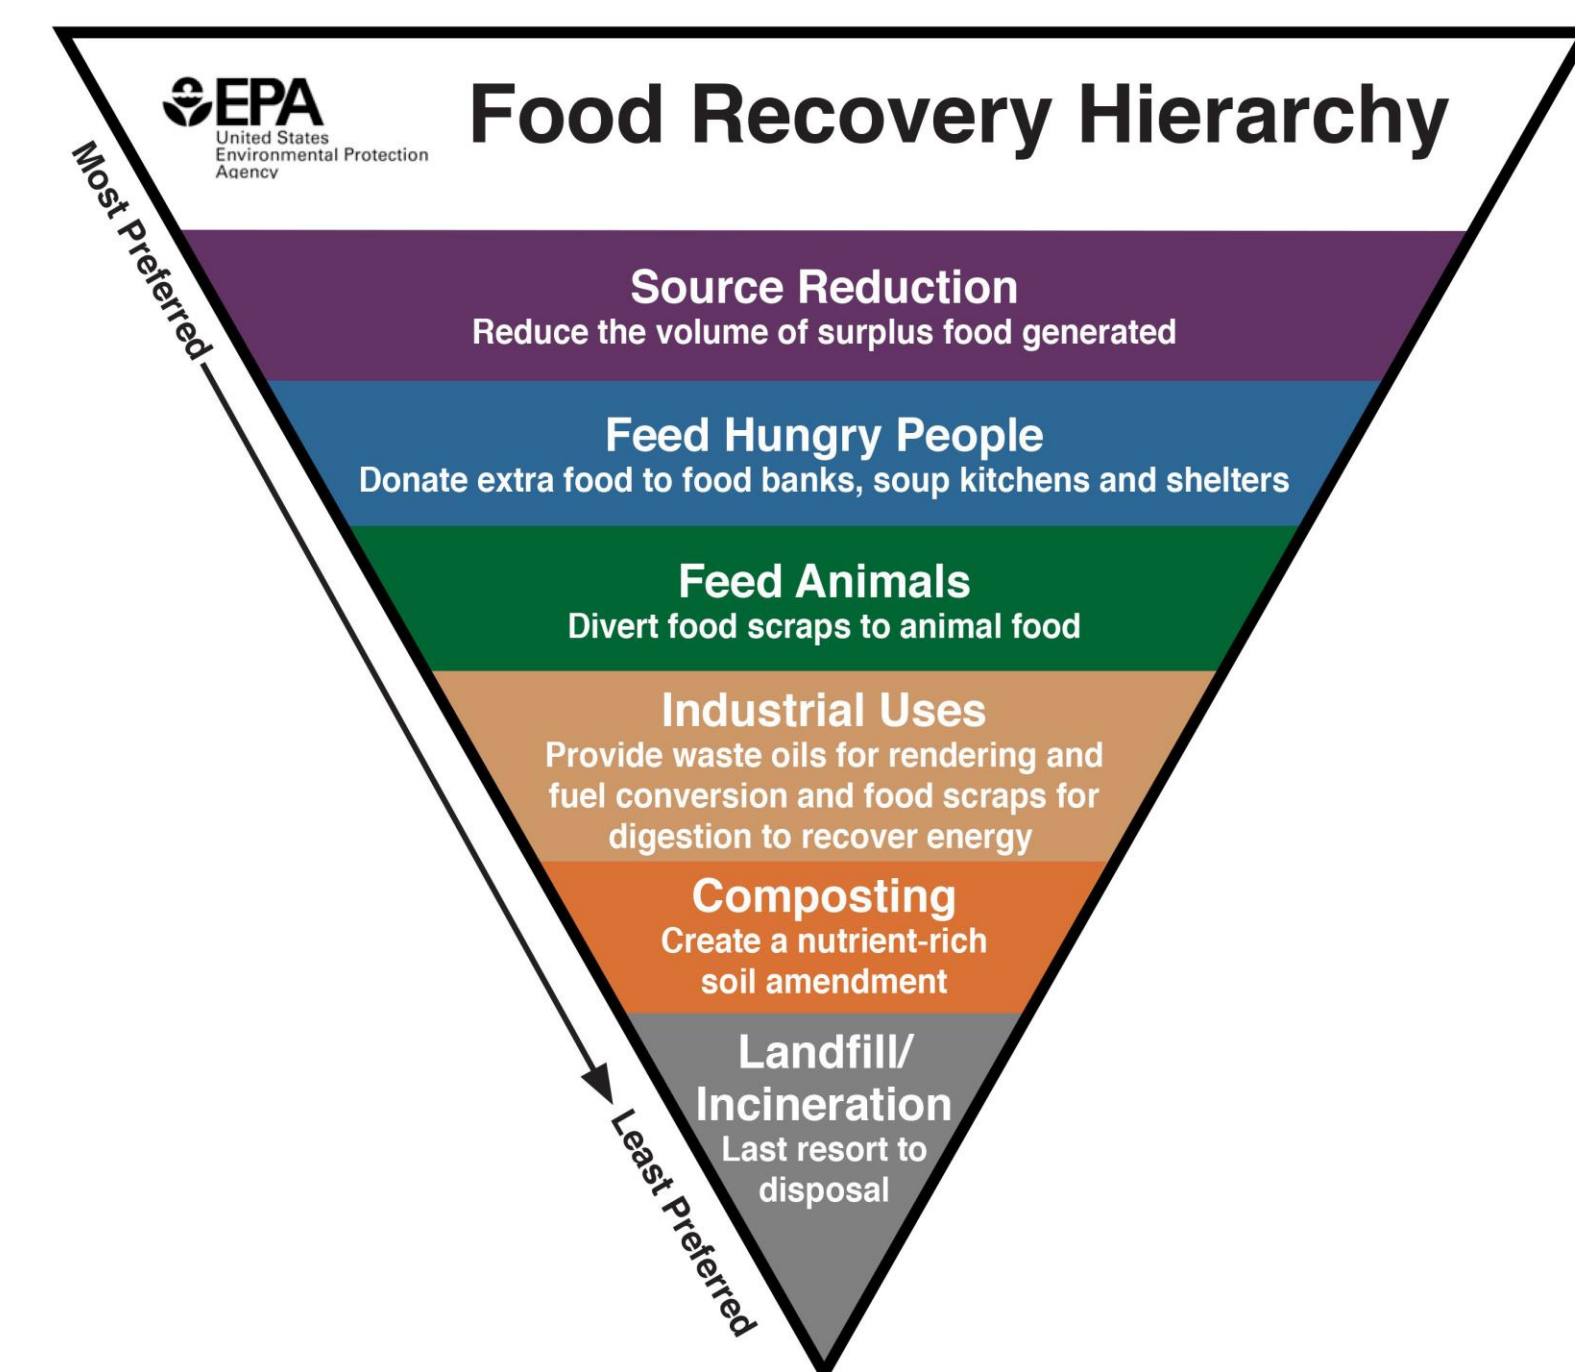 EPA
United States
Environmental Protection
Agency
Food Recovery Hierarchy
Most Preferred
Source Reduction
Reduce the volume of surplus food generated
Feed Hungry People
Donate extra food to food banks, soup kitchens and shelters
Feed Animals
Divert food scraps to animal food
Industrial Uses
Provide waste oils for rendering and
fuel conversion and food scraps for
digestion to recover energy
Composting
Create a nutrient-rich
soil amendment
Landfill/
Incineration
Last resort to
disposal
Least Preferred